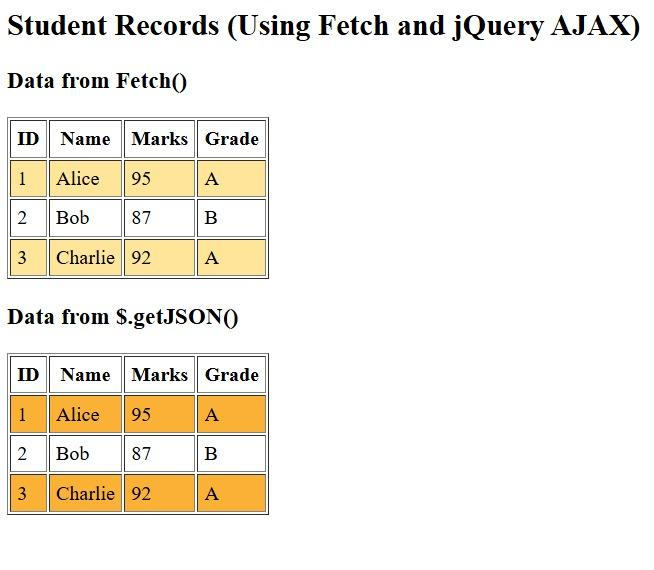 Student Records (Using Fetch and jQuery AJAX)
Data from Fetch()
ID Name Marks Grade
1 Alice 95 A
2 Bob 87 B
3 Charlie 92 A
Data from $.getJSON()
ID Name Marks Grade
1 Alice 95 A
2 Bob 87 B
3 Charlie 92 A